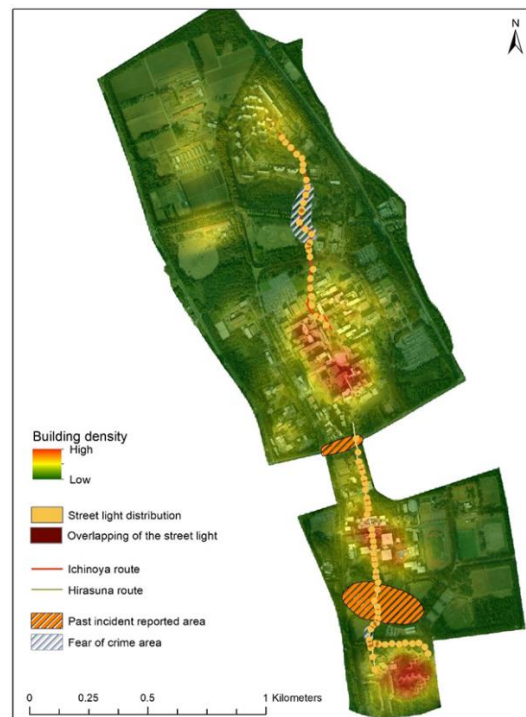 N
Building density
High
Low
Street light distribution
Overlapping of the street light
Ichinoya route
Hirasuna route
Past incident reported area
Fear of crime area
0 0.25 0.5 1 Kilometers